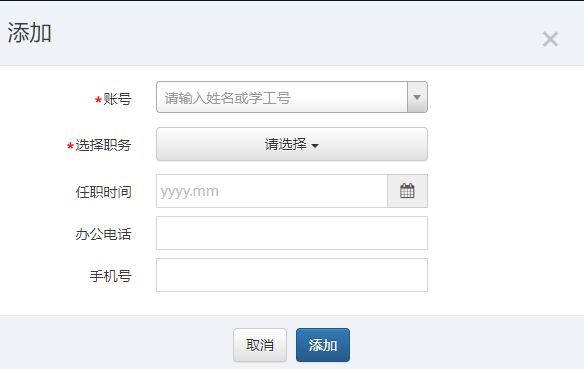 添加
*账号 请输入姓名或学工号
*选择职务 请选择
任职时间 yyyy.mm
办公电话
手机号
取消 添加